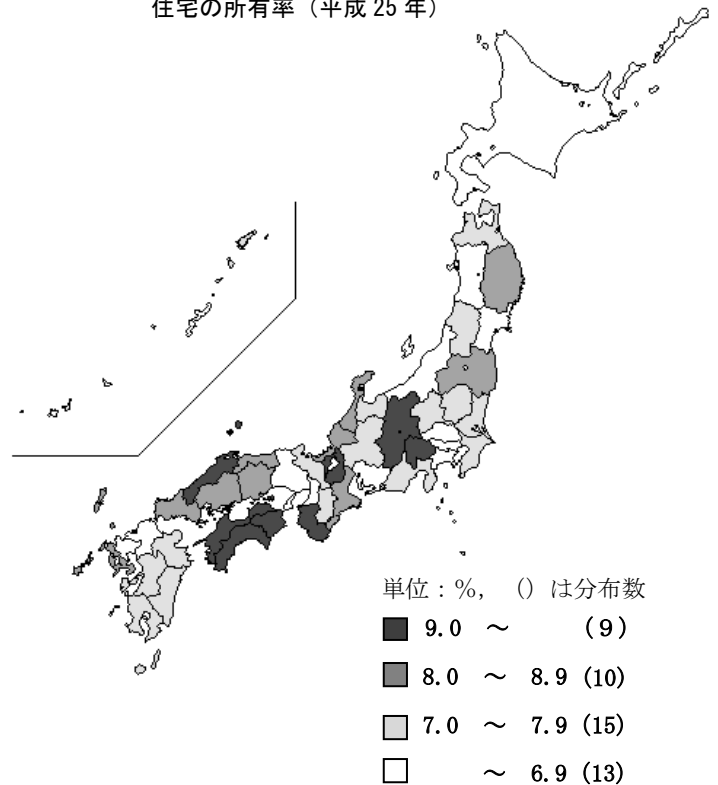 住宅の所有率（平成 25 年）
単位：%，（）は分布数
9.0 ～ (9)
8.0 ～ 8.9 (10)
7.0 ～ 7.9 (15)
～ 6.9 (13)